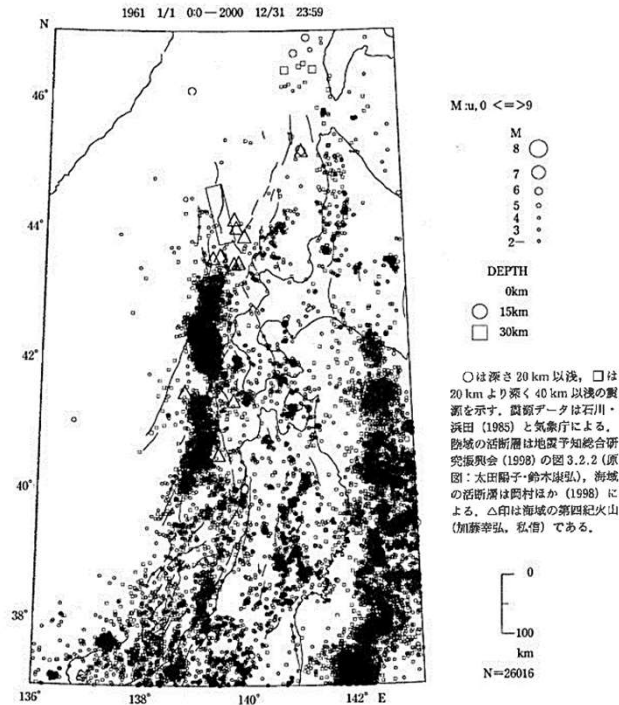 1961 1/1 0:0—2000 12/31 23:59
N
46°
44°
42°
40°
38°
136°
138°
140°
142°
E
M:u, 0 <=>9
M
8
7
6
5
4
3
2—
DEPTH
0km
15km
30km
○は深さ20 km以浅，□は
20 kmより深く40 km以浅の震
源を示す．震源データは石川・
浜田（1985）と気象庁による．
陸域の活断層は地震予知総合研
究振興会（1998）の図3.2.2（原
図：太田陽子・鈴木康弘），海域
の活断層は岡村ほか（1998）に
よる．△印は海域の第四紀火山
（加藤幸弘，私信）である．
0
100
km
N=26016